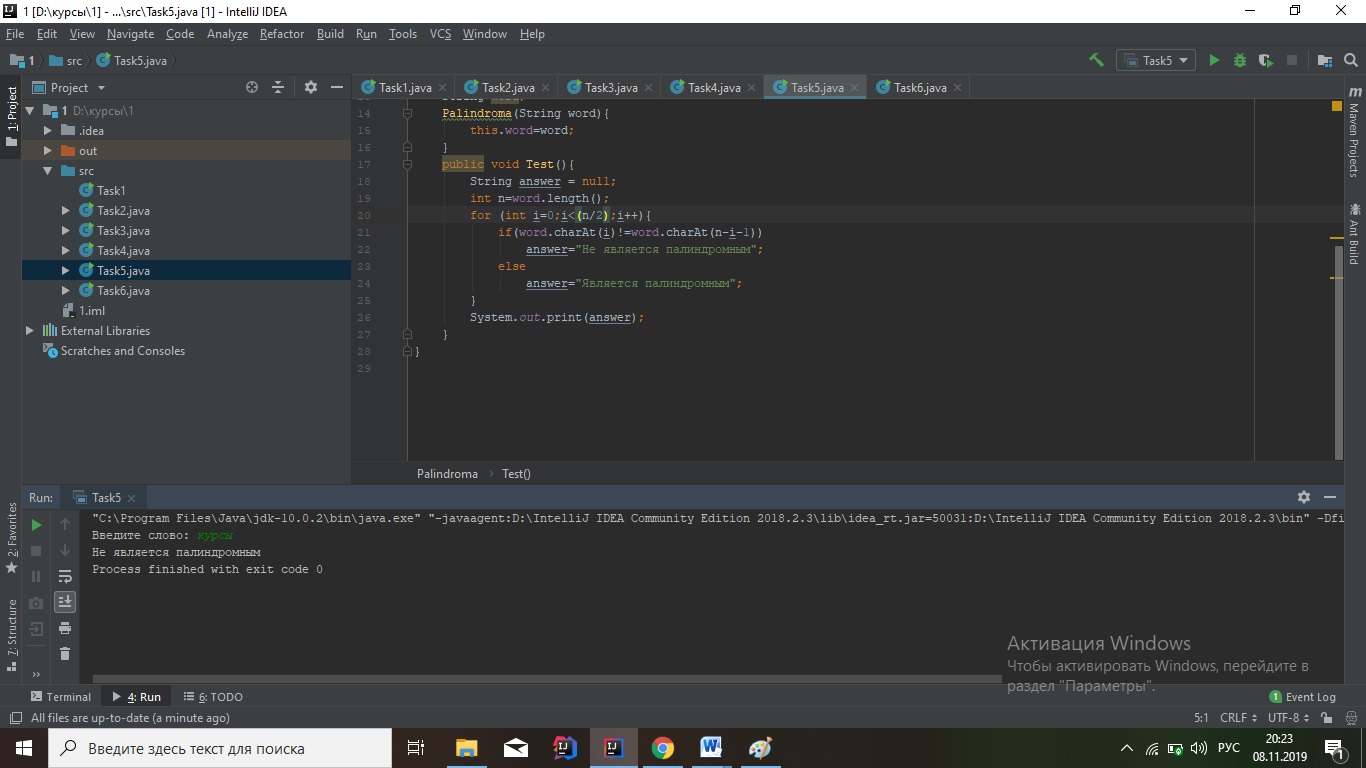 1 [D:\курсы\1] - ...\src\Task5.java [1] - IntelliJ IDEA
File Edit View Navigate Code Analyze Refactor Build Run Tools VCS Window Help
1 src Task5.java Task5
1: Project
Project
Task1.java Task2.java Task3.java Task4.java Task5.java Task6.java
1 D:\курсы\1
.idea
out
src
Task1
Task2.java
Task3.java
Task4.java
Task5.java
Task6.java
1.iml
External Libraries
Scratches and Consoles
14 Palindroma(String word){
15 this.word=word;
16 }
17 public void Test(){
18 String answer = null;
19 int n=word.length();
20 for (int i=0;i<(n/2);i++){
21 if(word.charAt(i)!=word.charAt(n-i-1))
22 answer="Не является палиндромным";
23 else
24 answer="Является палиндромным";
25 }
26 System.out.print(answer);
27 }
28 }
29
Palindroma Test()
m Maven Projects
Ant Build
Run: Task5
"C:\Program Files\Java\jdk-10.0.2\bin\java.exe" "-javaagent:D:\IntelliJ IDEA Community Edition 2018.2.3\lib\idea_rt.jar=50031:D:\IntelliJ IDEA Community Edition 2018.2.3\bin" -Dfi
Введите слово: курсы
Не является палиндромным
Process finished with exit code 0
2: Favorites
7: Structure
Активация Windows
Чтобы активировать Windows, перейдите в
раздел "Параметры".
Terminal 4: Run 6: TODO 1 Event Log
All files are up-to-date (a minute ago) 5:1 CRLF UTF-8
Введите здесь текст для поиска
РУС
20:23
08.11.2019
1